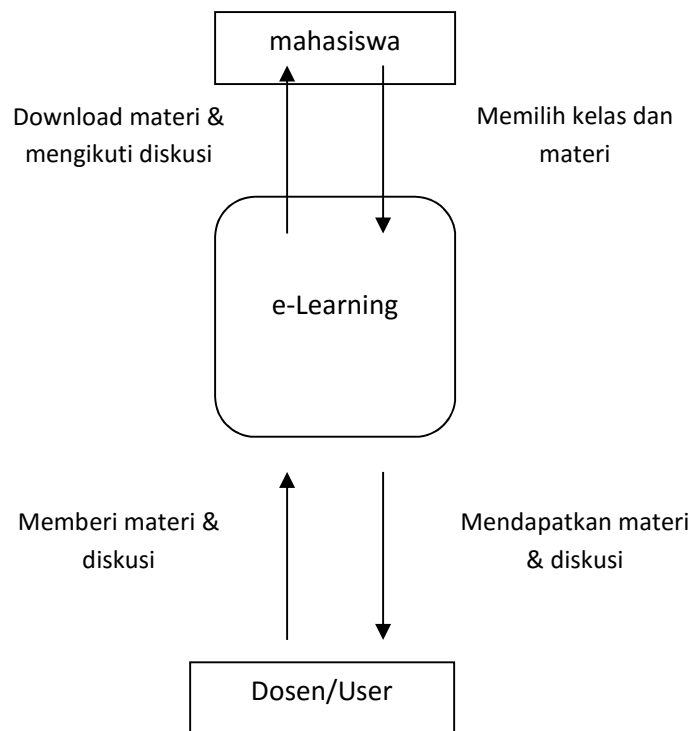 mahasiswa
Download materi &
mengikuti diskusi
Memilih kelas dan
materi
e-Learning
Memberi materi &
diskusi
Mendapatkan materi
& diskusi
Dosen/User